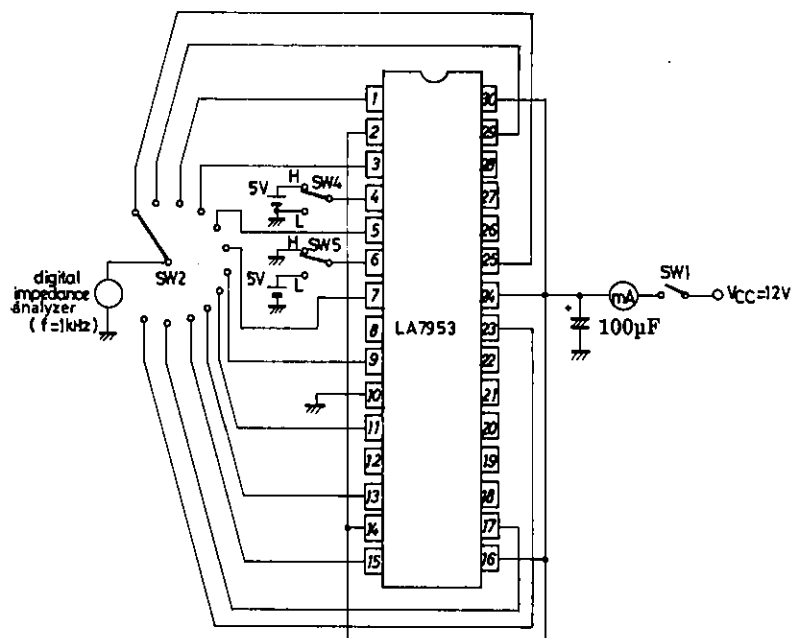 1
2
3
4
5
6
7
8
9
10
11
12
13
14
15
30
29
28
27
26
25
24
23
22
21
20
19
18
17
16
LA7953
H
SW4
5V
L
H
SW5
5V
L
SW2
digital
impedance
analyzer
(f=1kHz)
mA
SW1
VCC=12V
+
100µF